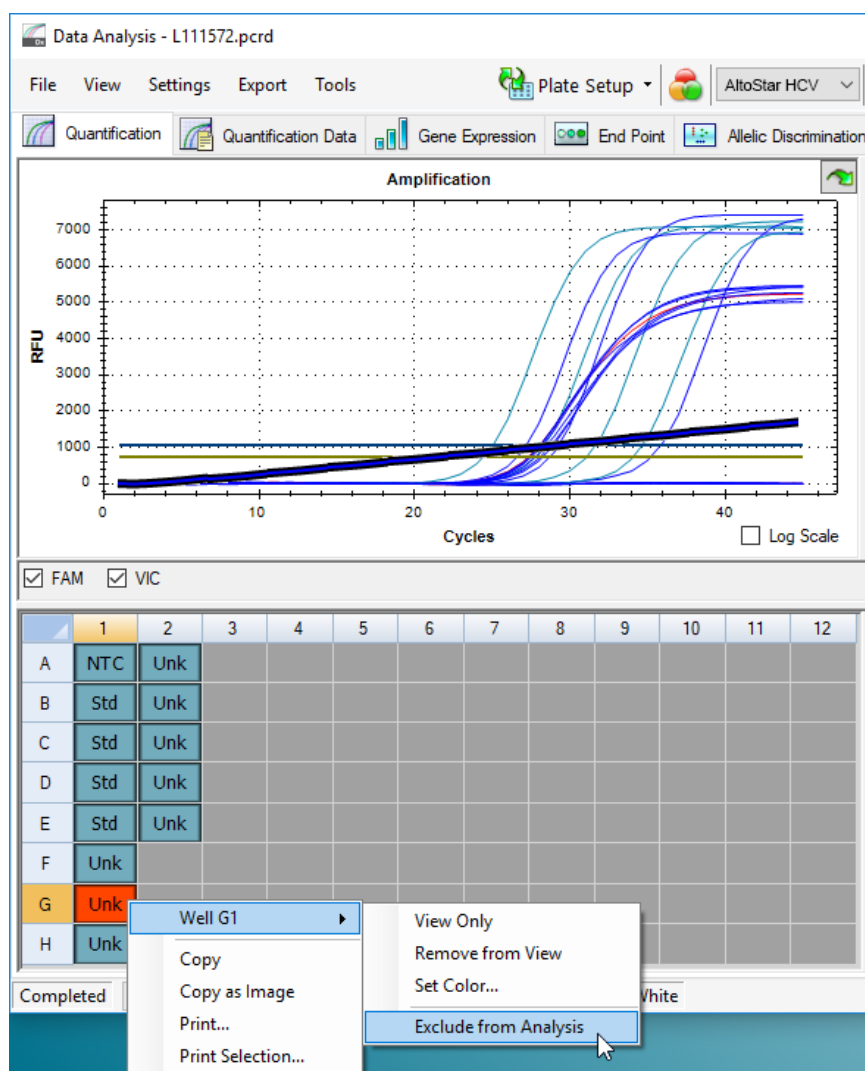 Data Analysis - L111572.pcrd
File View Settings Export Tools Plate Setup AltoStar HCV
Quantification Quantification Data Gene Expression End Point Allelic Discrimination
Amplification
7000
6000
5000
4000
3000
2000
1000
0
RFU
0 10 20 30 40
Cycles
Log Scale
FAM VIC
1 2 3 4 5 6 7 8 9 10 11 12
A NTC Unk
B Std Unk
C Std Unk
D Std Unk
E Std Unk
F Unk
G Unk
H Unk
Well G1
Copy
Copy as Image
Print...
Print Selection...
View Only
Remove from View
Set Color...
Exclude from Analysis
Completed